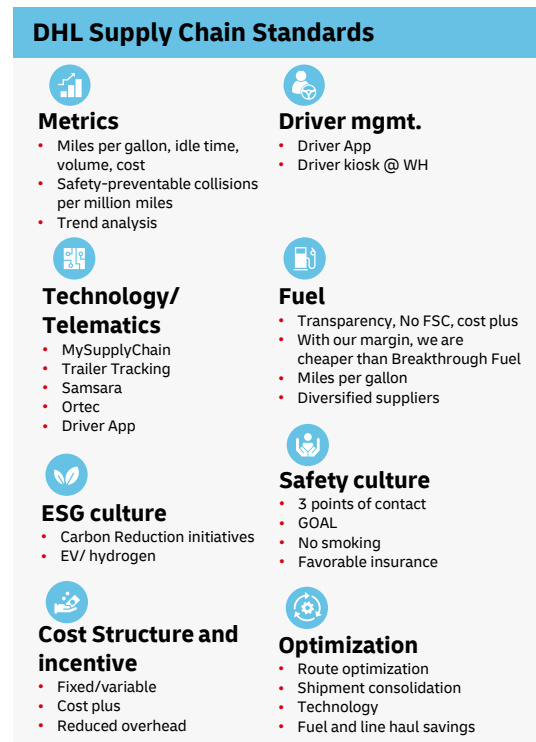 DHL Supply Chain Standards
Metrics
• Miles per gallon, idle time,
volume, cost
• Safety-preventable collisions
per million miles
• Trend analysis
Driver mgmt.
• Driver App
• Driver kiosk @ WH
Technology/
Telematics
• MySupplyChain
• Trailer Tracking
• Samsara
• Ortec
• Driver App
Fuel
• Transparency, No FSC, cost plus
• With our margin, we are
cheaper than Breakthrough Fuel
• Miles per gallon
• Diversified suppliers
ESG culture
• Carbon Reduction initiatives
• EV/ hydrogen
Safety culture
• 3 points of contact
• GOAL
• No smoking
• Favorable insurance
Cost Structure and
incentive
• Fixed/variable
• Cost plus
• Reduced overhead
Optimization
• Route optimization
• Shipment consolidation
• Technology
• Fuel and line haul savings